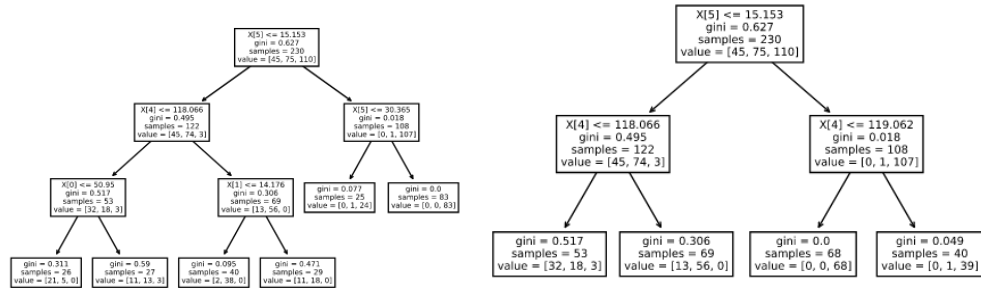 X[5] <= 15.153
gini = 0.627
samples = 230
value = [45, 75, 110]
X[4] <= 118.066
gini = 0.495
samples = 122
value = [45, 74, 3]
X[5] <= 30.365
gini = 0.018
samples = 108
value = [0, 1, 107]
X[0] <= 50.95
gini = 0.517
samples = 53
value = [32, 18, 3]
X[1] <= 14.176
gini = 0.306
samples = 69
value = [13, 56, 0]
gini = 0.077
samples = 25
value = [0, 1, 24]
gini = 0.0
samples = 83
value = [0, 0, 83]
gini = 0.311
samples = 26
value = [21, 5, 0]
gini = 0.59
samples = 27
value = [11, 13, 3]
gini = 0.095
samples = 40
value = [2, 38, 0]
gini = 0.471
samples = 29
value = [11, 18, 0]
X[5] <= 15.153
gini = 0.627
samples = 230
value = [45, 75, 110]
X[4] <= 118.066
gini = 0.495
samples = 122
value = [45, 74, 3]
X[4] <= 119.062
gini = 0.018
samples = 108
value = [0, 1, 107]
gini = 0.517
samples = 53
value = [32, 18, 3]
gini = 0.306
samples = 69
value = [13, 56, 0]
gini = 0.0
samples = 68
value = [0, 0, 68]
gini = 0.049
samples = 40
value = [0, 1, 39]